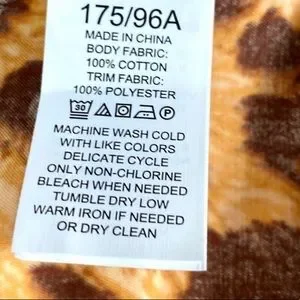 175/96A
MADE IN CHINA
BODY FABRIC:
100% COTTON
TRIM FABRIC:
100% POLYESTER
30 P
MACHINE WASH COLD
WITH LIKE COLORS
DELICATE CYCLE
ONLY NON-CHLORINE
BLEACH WHEN NEEDED
TUMBLE DRY LOW
WARM IRON IF NEEDED
OR DRY CLEAN